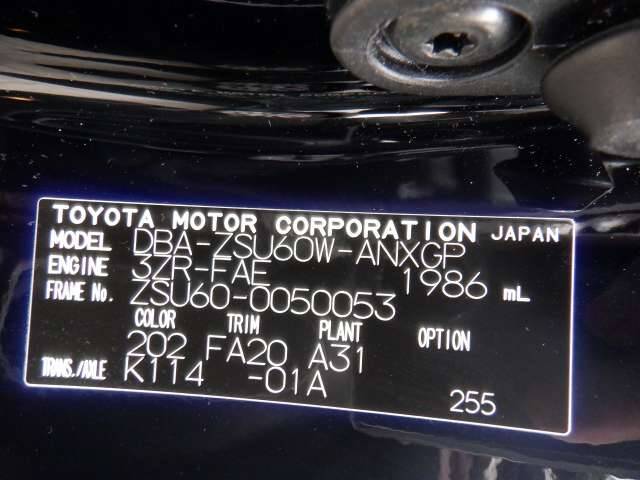 TOYOTA MOTOR CORPORATION JAPAN
MODEL DBA-ZSU60W-ANXGP
ENGINE 3ZR-FAE 1986 mL
FRAME No. ZSU60-0050053
COLOR TRIM PLANT OPTION
202 FA20 A31
TRANS./AXLE K114 -01A
255